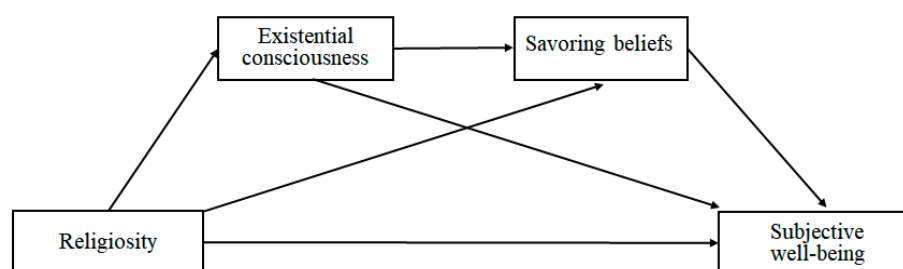 Existential
consciousness
Savoring beliefs
Religiosity
Subjective
well-being